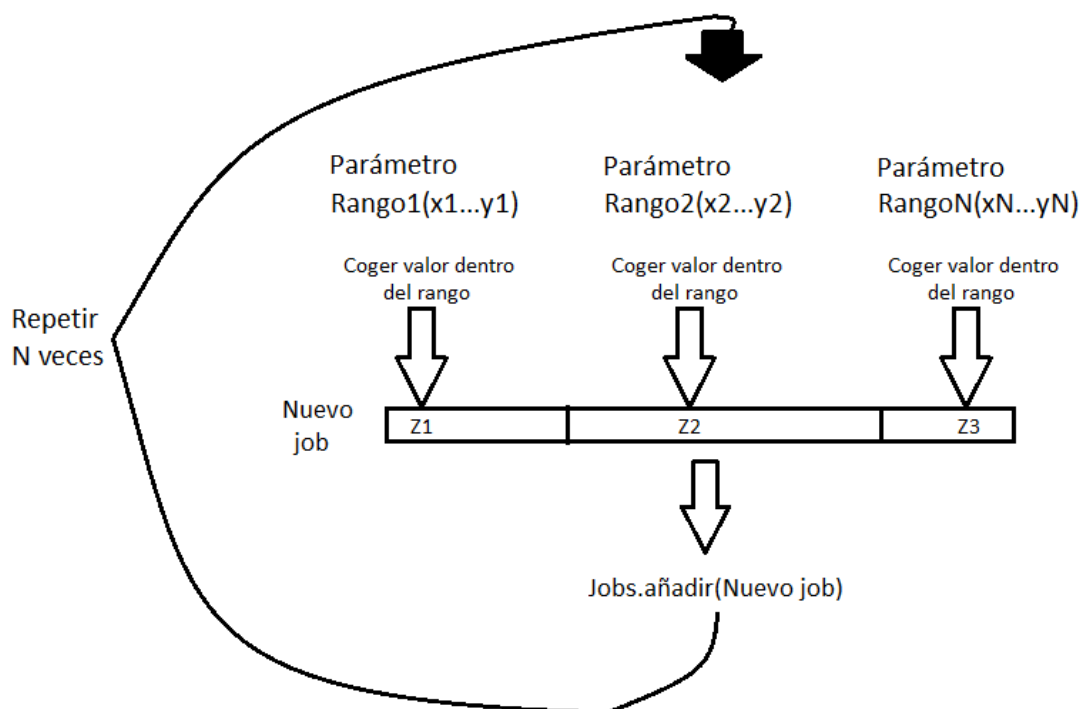 Parámetro
Rango1(x1...y1)
Parámetro
Rango2(x2...y2)
Parámetro
RangoN(xN...yN)
Coger valor dentro
del rango
Coger valor dentro
del rango
Coger valor dentro
del rango
Repetir
N veces
Nuevo
job
Z1
Z2
Z3
Jobs.añadir(Nuevo job)